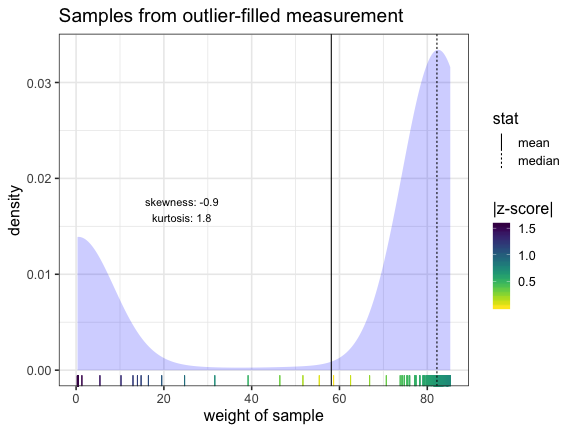 Samples from outlier-filled measurement
density
0.03
0.02
0.01
0.00
skewness: -0.9
kurtosis: 1.8
0 20 40 60 80
weight of sample
stat
mean
median
|z-score|
1.5
1.0
0.5